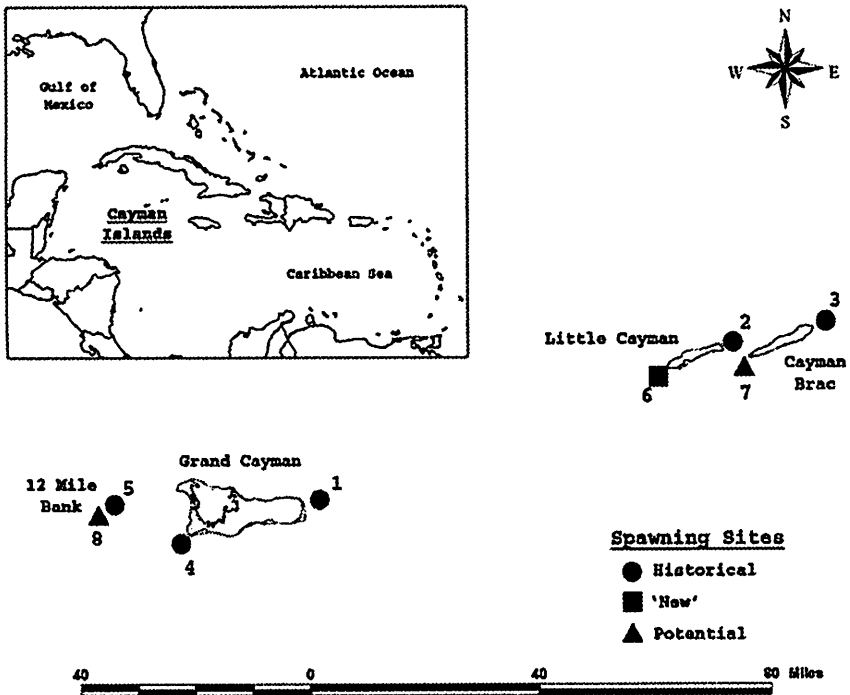 Atlantic Ocean
Gulf of
Mexico
Cayman
Islands
Caribbean Sea
N
W
E
S
3
2
Little Cayman
Cayman
Brac
6
7
Grand Cayman
12 Mile
Bank
5
1
8
4
Spawning Sites
Historical
'New'
Potential
40
0
40
80 Miles